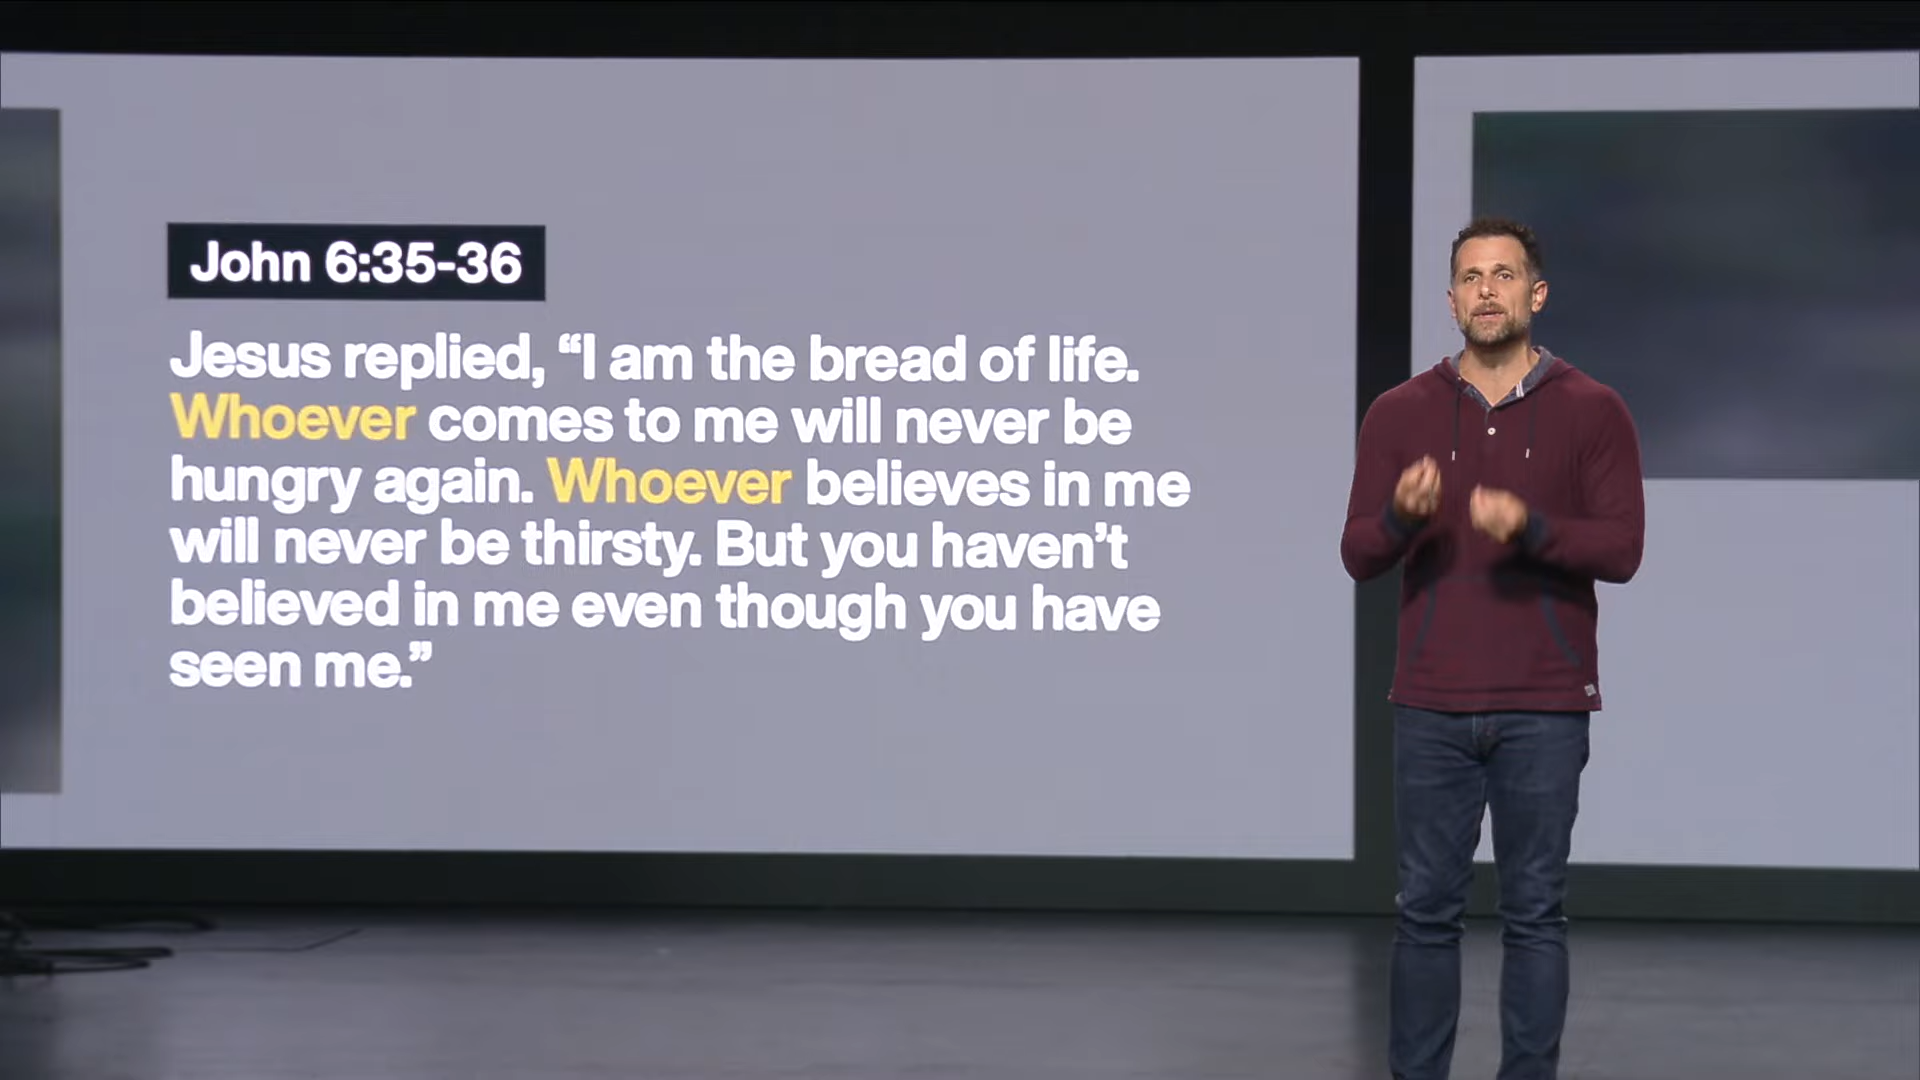 John 6:35-36
Jesus replied, “I am the bread of life.
Whoever comes to me will never be
hungry again. Whoever believes in me
will never be thirsty. But you haven’t
believed in me even though you have
seen me.”